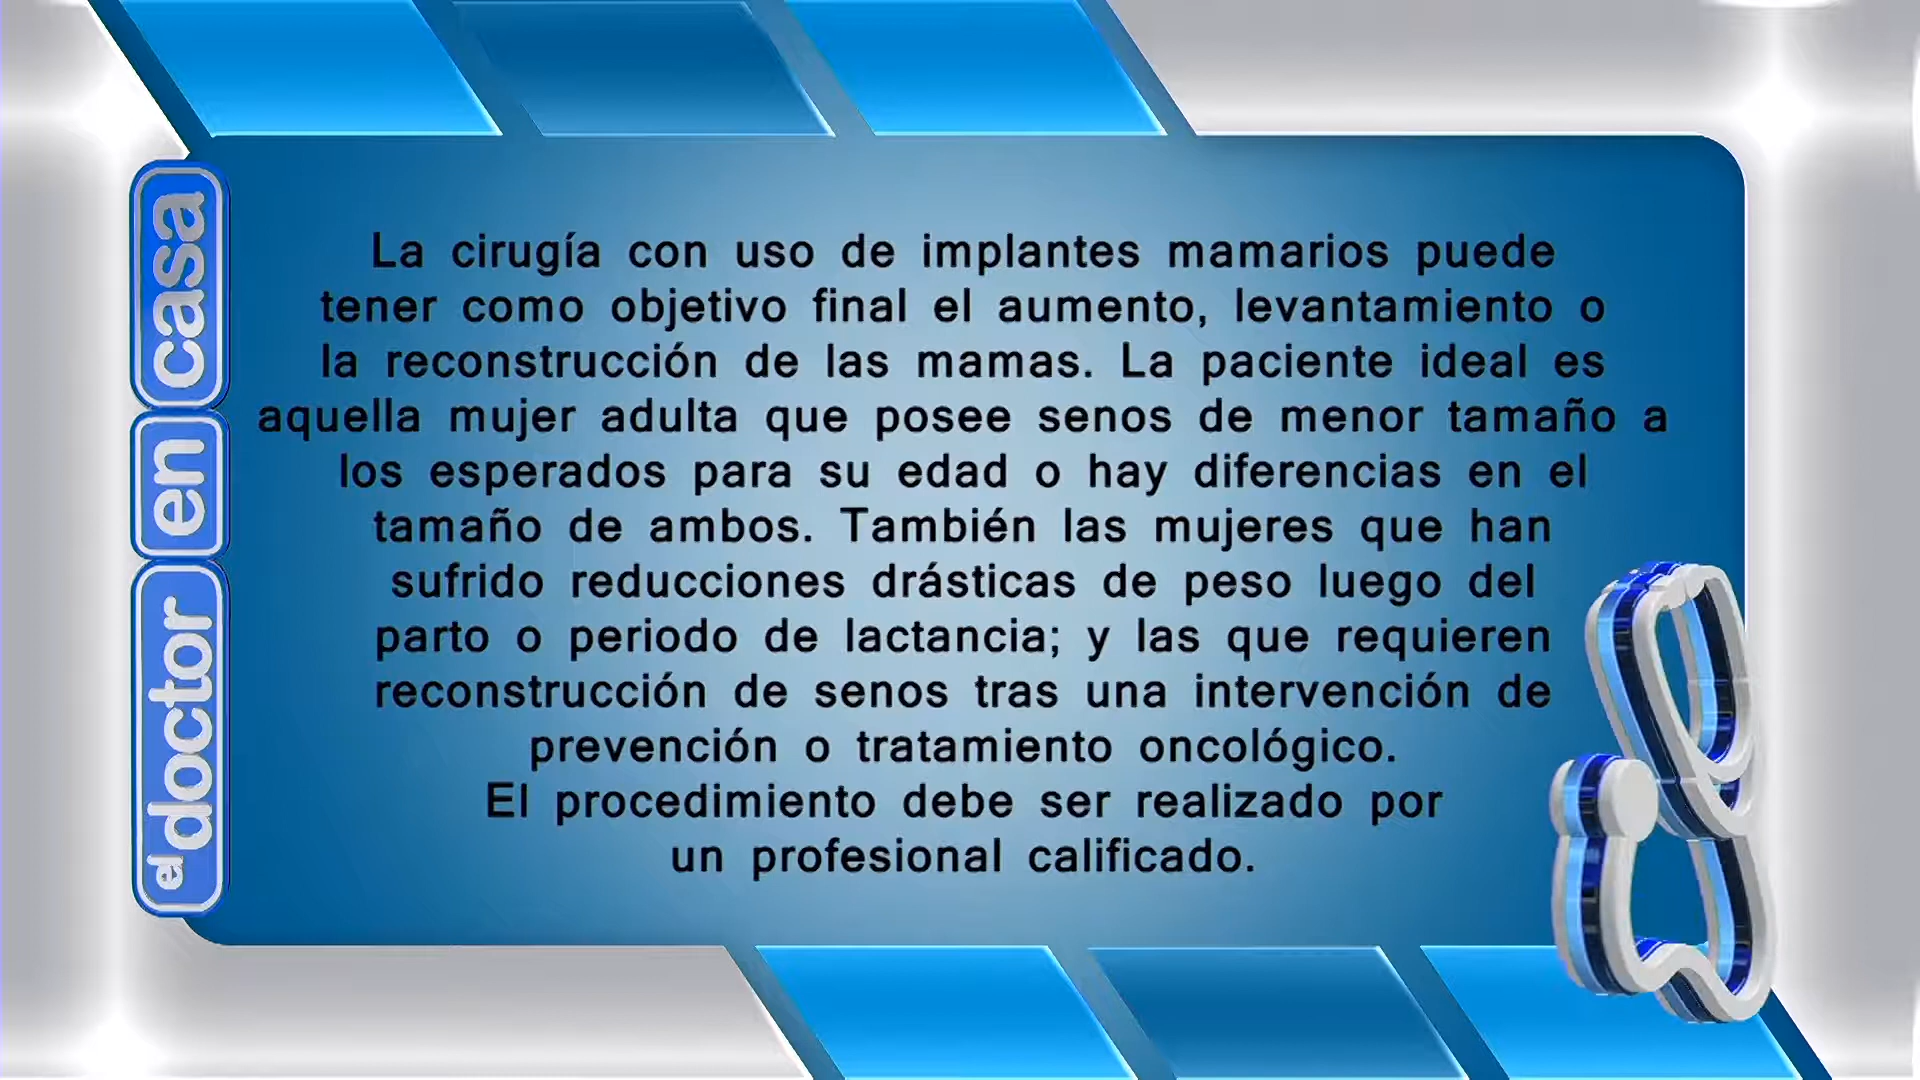 La cirugía con uso de implantes mamarios puede
tener como objetivo final el aumento, levantamiento o
la reconstrucción de las mamas. La paciente ideal es
aquella mujer adulta que posee senos de menor tamaño a
los esperados para su edad o hay diferencias en el
tamaño de ambos. También las mujeres que han
sufrido reducciones drásticas de peso luego del
parto o periodo de lactancia; y las que requieren
reconstrucción de senos tras una intervención de
prevención o tratamiento oncológico.
El procedimiento debe ser realizado por
un profesional calificado.
el doctor en casa